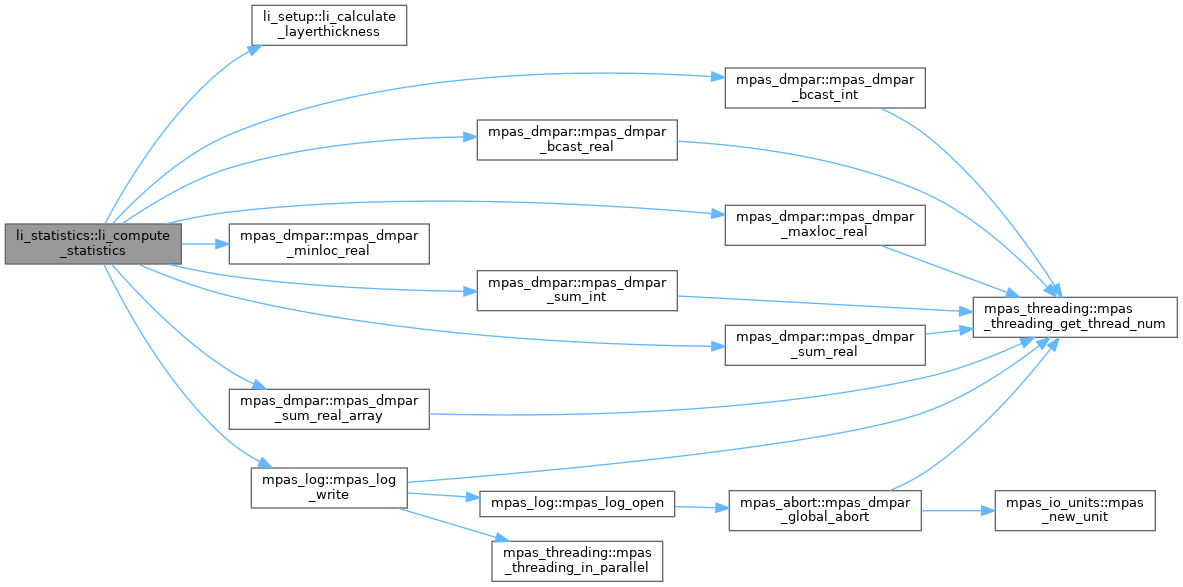 li_setup::li_calculate
_layerthickness
mpas_dmpar::mpas_dmpar
_bcast_int
mpas_dmpar::mpas_dmpar
_bcast_real
mpas_dmpar::mpas_dmpar
_maxloc_real
li_statistics::li_compute
_statistics
mpas_dmpar::mpas_dmpar
_minloc_real
mpas_dmpar::mpas_dmpar
_sum_int
mpas_threading::mpas
_threading_get_thread_num
mpas_dmpar::mpas_dmpar
_sum_real
mpas_dmpar::mpas_dmpar
_sum_real_array
mpas_log::mpas_log
_write
mpas_log::mpas_log_open
mpas_abort::mpas_dmpar
_global_abort
mpas_io_units::mpas
_new_unit
mpas_threading::mpas
_threading_in_parallel